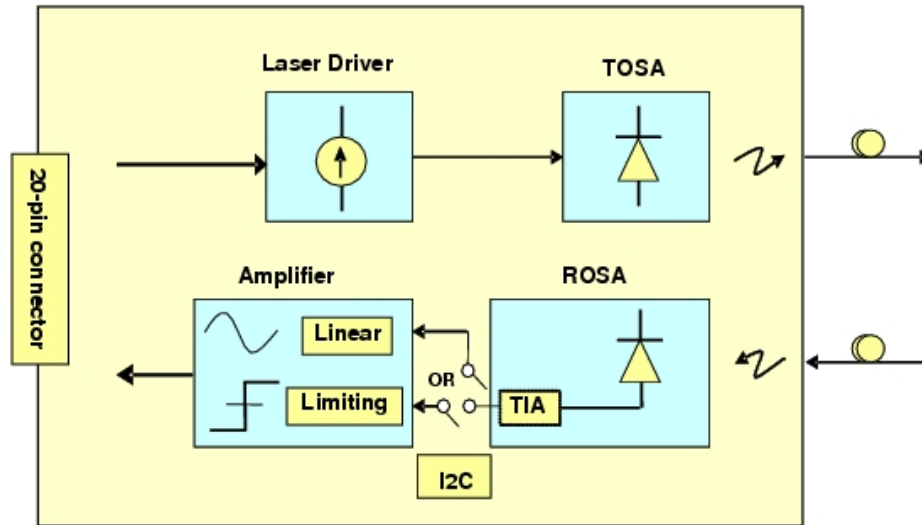 Laser Driver
TOSA
20-pin connector
Amplifier
ROSA
Linear
OR
Limiting
TIA
I2C